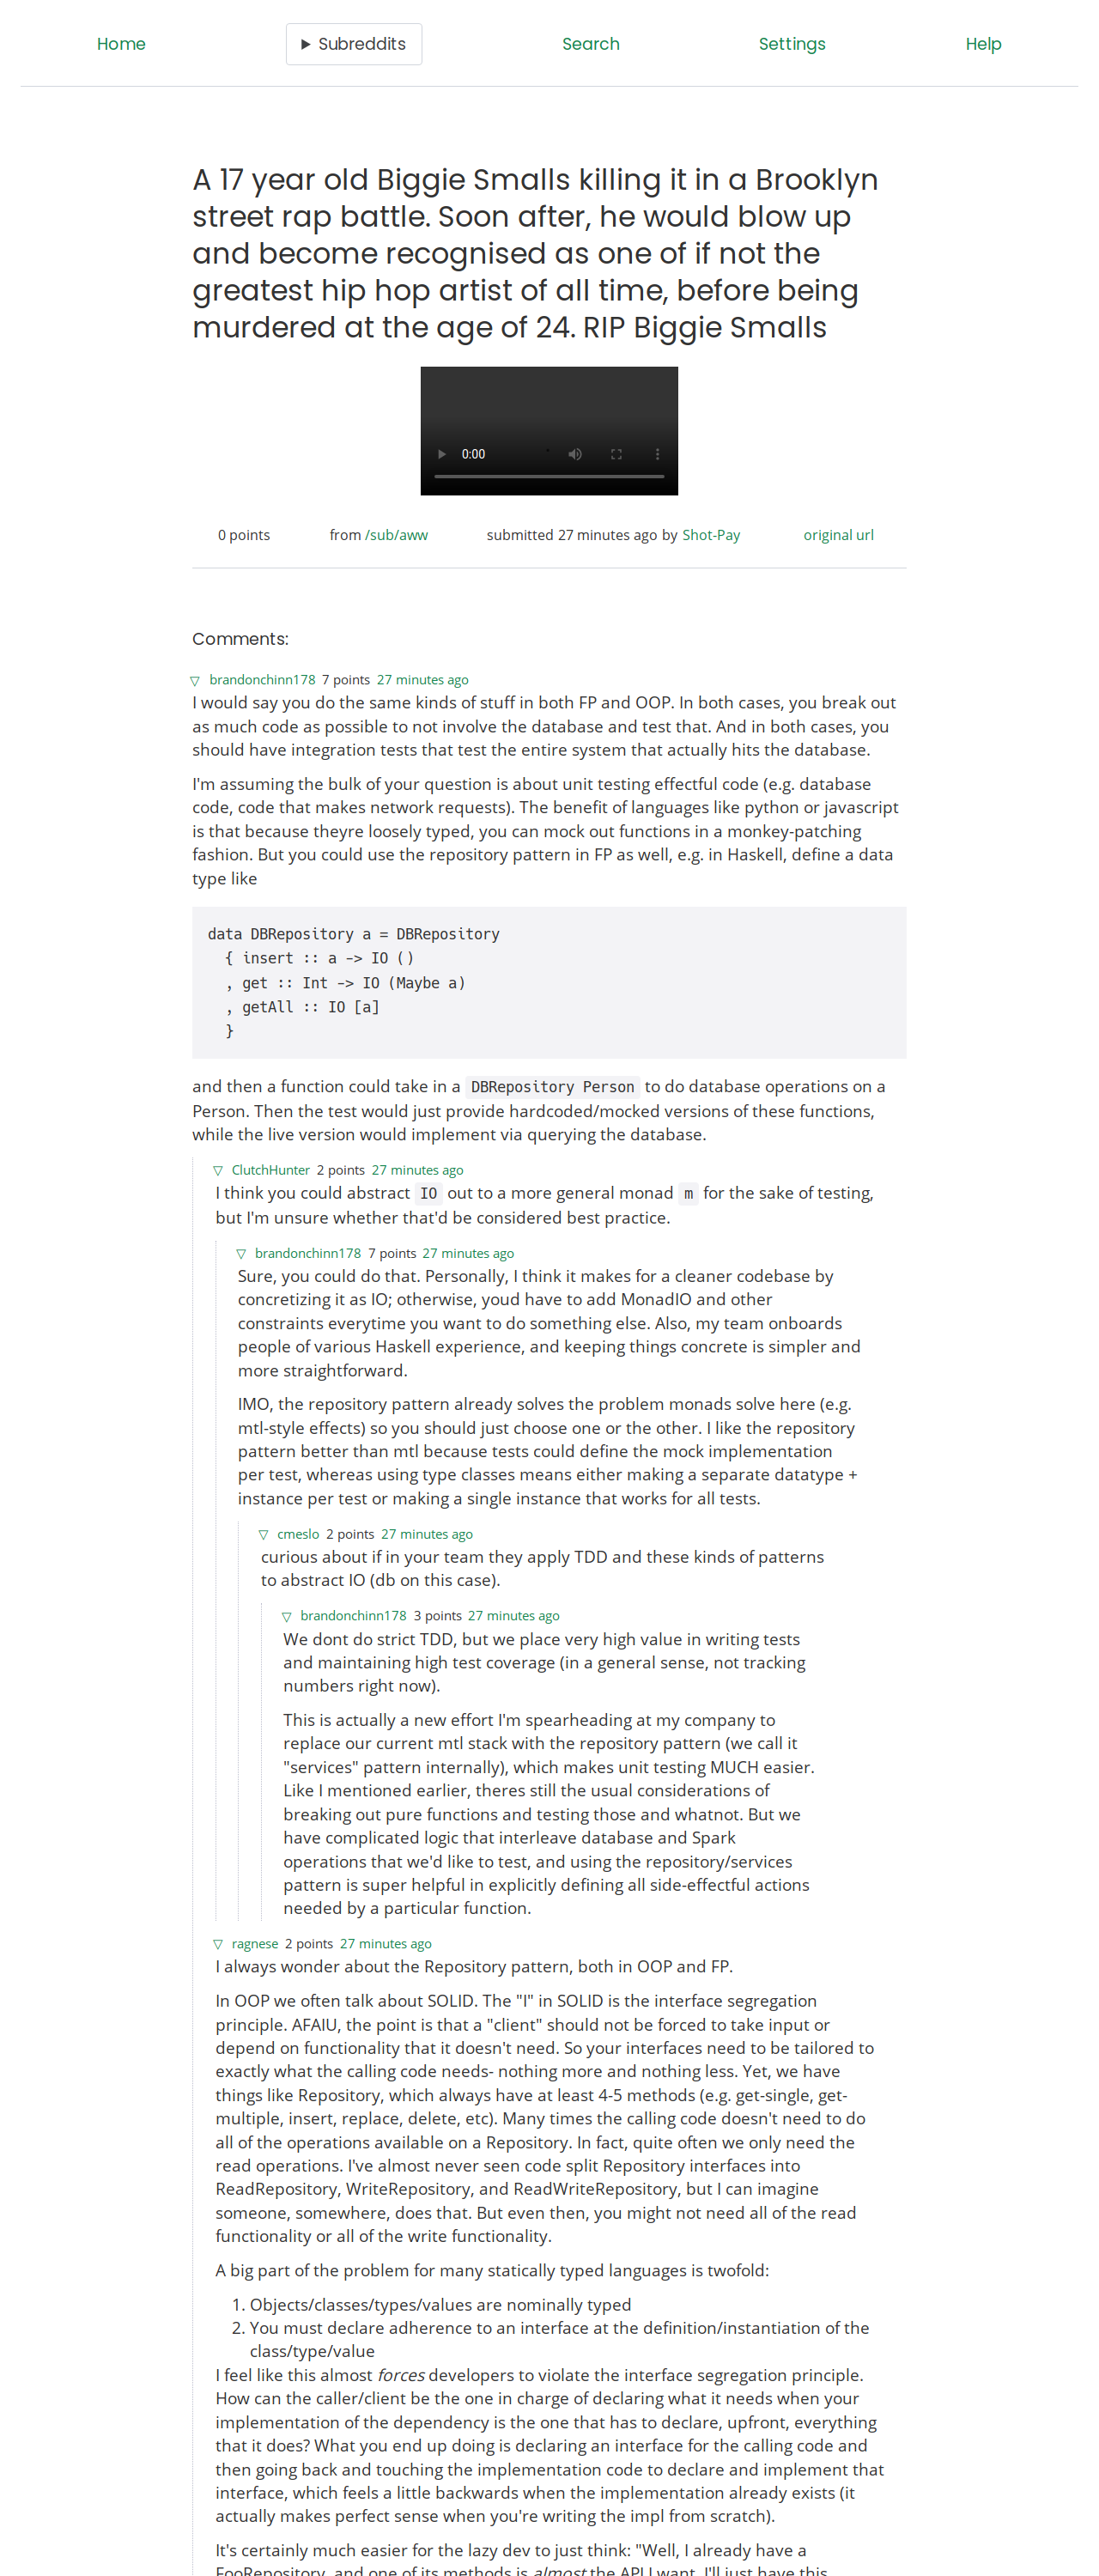 Home
▶ Subreddits
Search
Settings
Help
A 17 year old Biggie Smalls killing it in a Brooklyn
street rap battle. Soon after, he would blow up
and become recognised as one of if not the
greatest hip hop artist of all time, before being
murdered at the age of 24. RIP Biggie Smalls
0:00
0 points from /sub/aww submitted 27 minutes ago by Shot-Pay original url
Comments:
▽ brandonchinn178 7 points 27 minutes ago
I would say you do the same kinds of stuff in both FP and OOP. In both cases, you break out
as much code as possible to not involve the database and test that. And in both cases, you
should have integration tests that test the entire system that actually hits the database.
I'm assuming the bulk of your question is about unit testing effectful code (e.g. database
code, code that makes network requests). The benefit of languages like python or javascript
is that because theyre loosely typed, you can mock out functions in a monkey-patching
fashion. But you could use the repository pattern in FP as well, e.g. in Haskell, define a data
type like
data DBRepository a = DBRepository
  { insert :: a -> IO ()
  , get :: Int -> IO (Maybe a)
  , getAll :: IO [a]
  }
and then a function could take in a DBRepository Person to do database operations on a
Person. Then the test would just provide hardcoded/mocked versions of these functions,
while the live version would implement via querying the database.
▽ ClutchHunter 2 points 27 minutes ago
I think you could abstract IO out to a more general monad m for the sake of testing,
but I'm unsure whether that'd be considered best practice.
▽ brandonchinn178 7 points 27 minutes ago
Sure, you could do that. Personally, I think it makes for a cleaner codebase by
concretizing it as IO; otherwise, youd have to add MonadIO and other
constraints everytime you want to do something else. Also, my team onboards
people of various Haskell experience, and keeping things concrete is simpler and
more straightforward.
IMO, the repository pattern already solves the problem monads solve here (e.g.
mtl-style effects) so you should just choose one or the other. I like the repository
pattern better than mtl because tests could define the mock implementation
per test, whereas using type classes means either making a separate datatype +
instance per test or making a single instance that works for all tests.
▽ cmeslo 2 points 27 minutes ago
curious about if in your team they apply TDD and these kinds of patterns
to abstract IO (db on this case).
▽ brandonchinn178 3 points 27 minutes ago
We dont do strict TDD, but we place very high value in writing tests
and maintaining high test coverage (in a general sense, not tracking
numbers right now).
This is actually a new effort I'm spearheading at my company to
replace our current mtl stack with the repository pattern (we call it
"services" pattern internally), which makes unit testing MUCH easier.
Like I mentioned earlier, theres still the usual considerations of
breaking out pure functions and testing those and whatnot. But we
have complicated logic that interleave database and Spark
operations that we'd like to test, and using the repository/services
pattern is super helpful in explicitly defining all side-effectful actions
needed by a particular function.
▽ ragnese 2 points 27 minutes ago
I always wonder about the Repository pattern, both in OOP and FP.
In OOP we often talk about SOLID. The "I" in SOLID is the interface segregation
principle. AFAIU, the point is that a "client" should not be forced to take input or
depend on functionality that it doesn't need. So your interfaces need to be tailored to
exactly what the calling code needs- nothing more and nothing less. Yet, we have
things like Repository, which always have at least 4-5 methods (e.g. get-single, get-
multiple, insert, replace, delete, etc). Many times the calling code doesn't need to do
all of the operations available on a Repository. In fact, quite often we only need the
read operations. I've almost never seen code split Repository interfaces into
ReadRepository, WriteRepository, and ReadWriteRepository, but I can imagine
someone, somewhere, does that. But even then, you might not need all of the read
functionality or all of the write functionality.
A big part of the problem for many statically typed languages is twofold:
1. Objects/classes/types/values are nominally typed
2. You must declare adherence to an interface at the definition/instantiation of the
class/type/value
I feel like this almost forces developers to violate the interface segregation principle.
How can the caller/client be the one in charge of declaring what it needs when your
implementation of the dependency is the one that has to declare, upfront, everything
that it does? What you end up doing is declaring an interface for the calling code and
then going back and touching the implementation code to declare and implement that
interface, which feels a little backwards when the implementation already exists (it
actually makes perfect sense when you're writing the impl from scratch).
It's certainly much easier for the lazy dev to just think: "Well, I already have a
FooRepository, and one of its methods is almost the API I want. I'll just have this